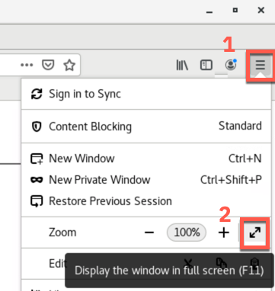 1
Sign in to Sync
Content Blocking Standard
New Window Ctrl+N
New Private Window Ctrl+Shift+P
Restore Previous Session
2
Zoom 100%
Edit
Display the window in full screen (F11)